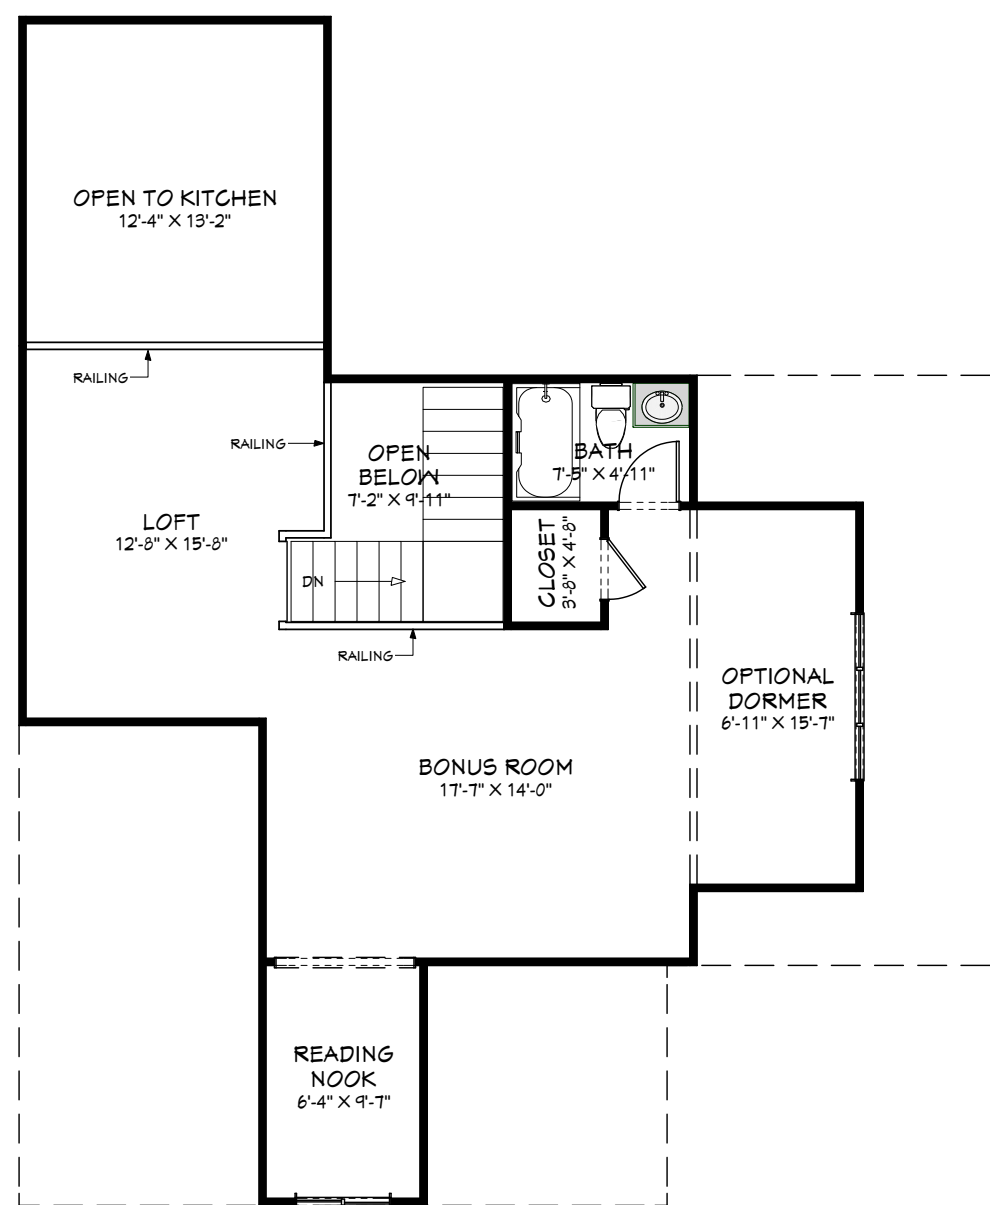 OPEN TO KITCHEN
12'-4" X 13'-2"
RAILING
RAILING
OPEN
BELOW
7'-2" X 9'-11"
BATH
7'-5" X 4'-11"
LOFT
12'-8" X 15'-8"
CLOSET
3'-8" X 4'-8"
DN
RAILING
OPTIONAL
DORMER
6'-11" X 15'-7"
BONUS ROOM
17'-7" X 14'-0"
READING
NOOK
6'-4" X 9'-7"